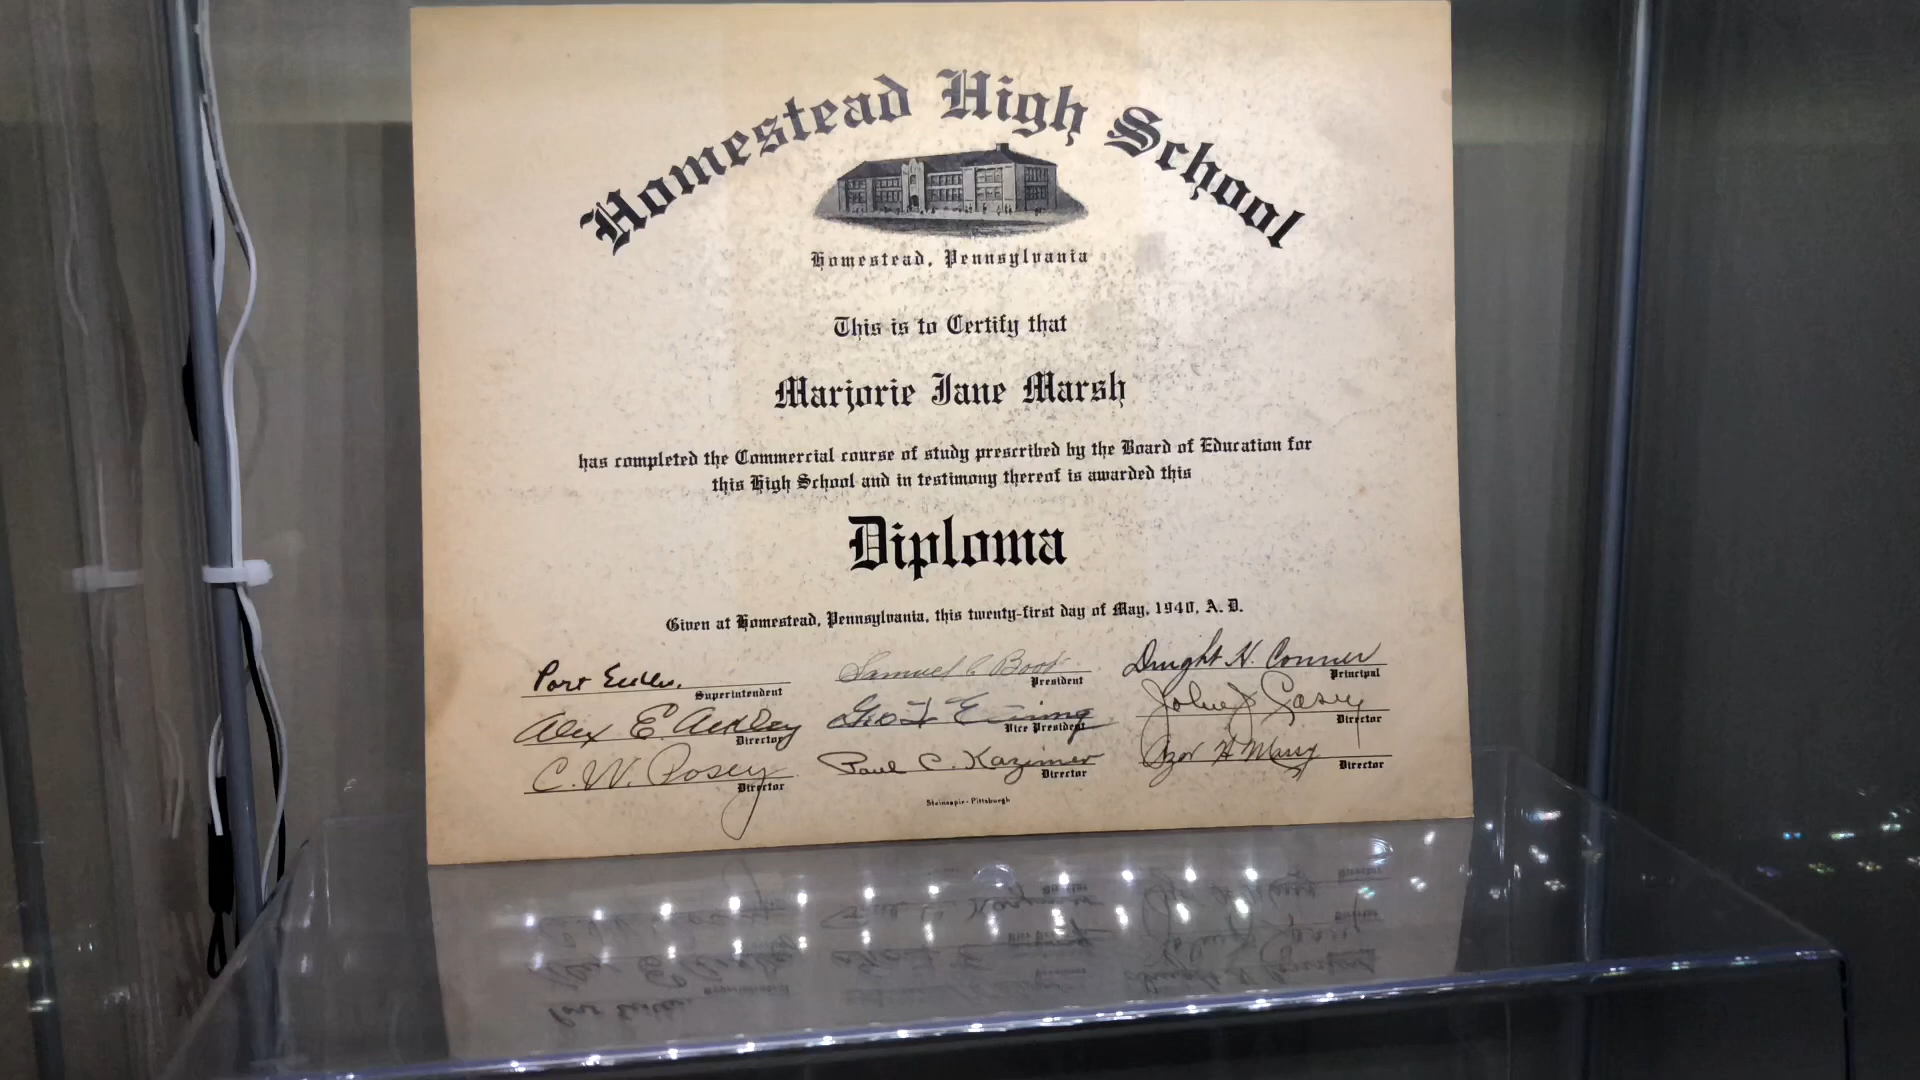 Homestead High School
Homestead, Pennsylvania
This is to Certify that
Marjorie Jane Marsh
has completed the Commercial course of study prescribed by the Board of Education for
this High School and in testimony thereof is awarded this
Diploma
Given at Homestead, Pennsylvania, this twenty-first day of May, 1940, A. D.
Superintendent
Samuel
President
Dwight H. Conner
Principal
Alex E. Ackley
Director
Geo
Vice President
Director
C. W. Posey
Director
Paul C. Kazimer
Director
Director
Pittsburgh